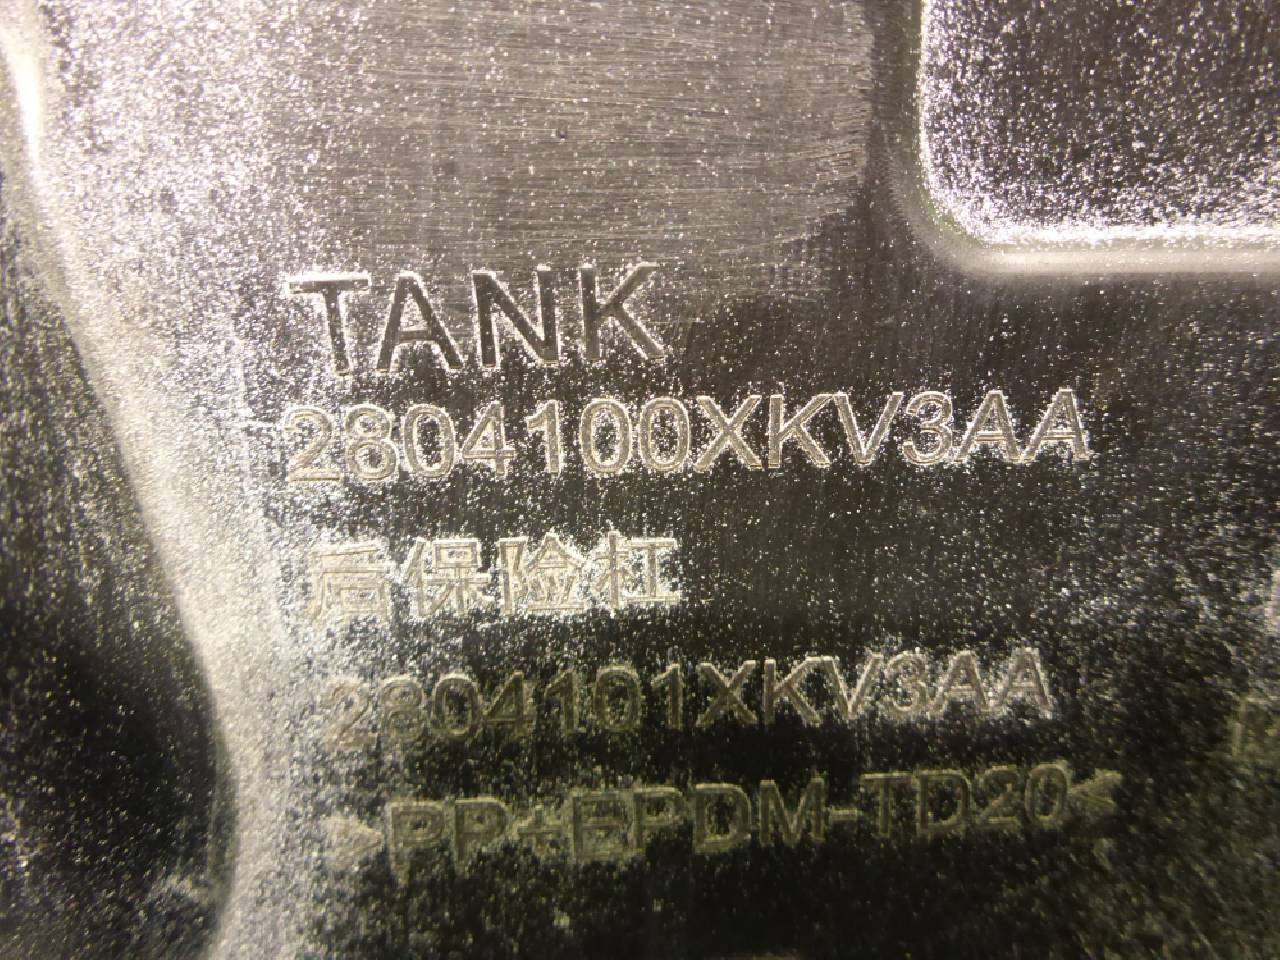 TANK
2804100XKV3AA
后保险杠
2804101XKV3AA
>PP+EPDM-TD20<